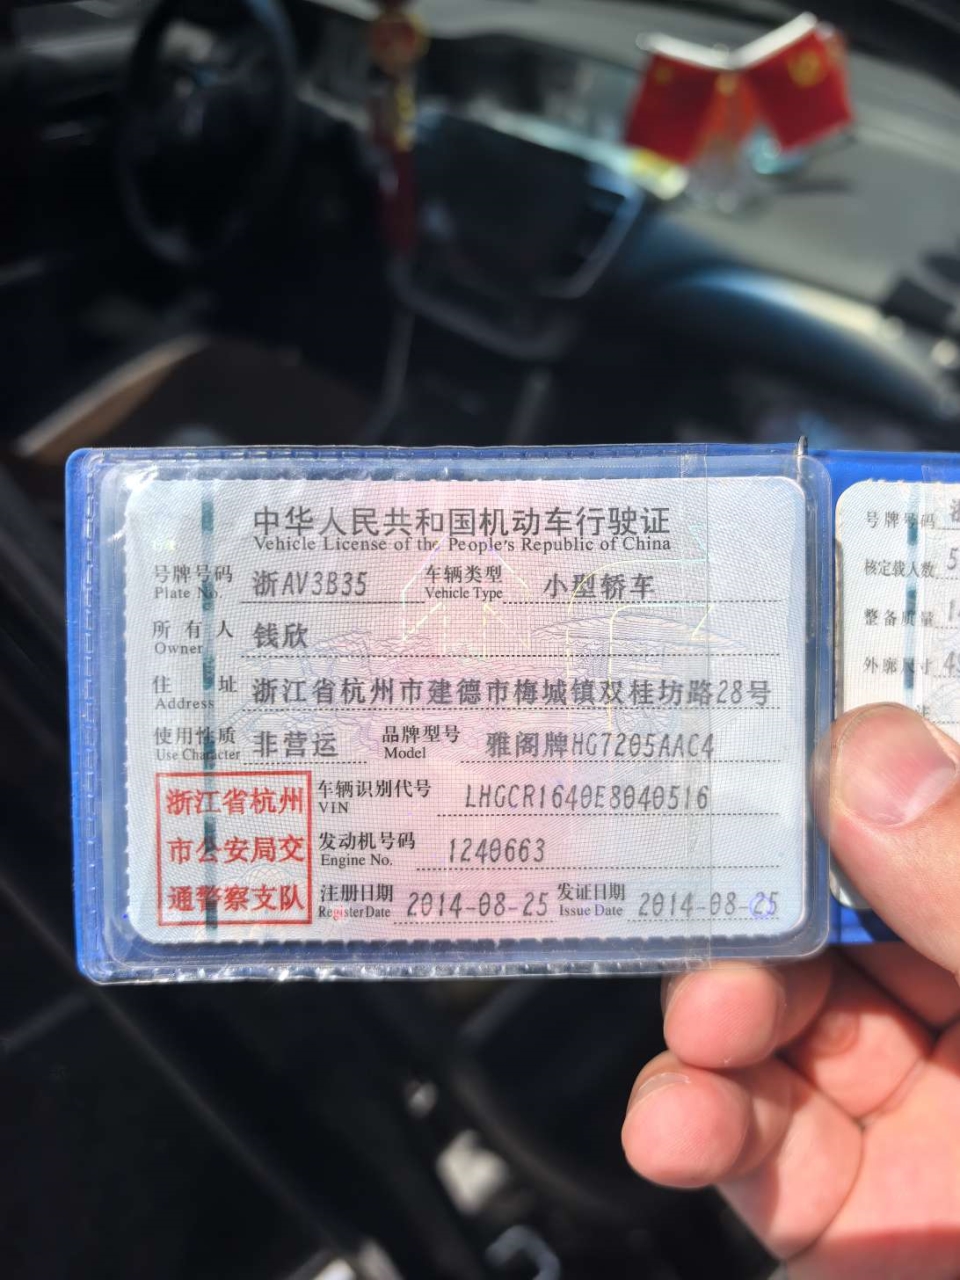 中华人民共和国机动车行驶证
Vehicle License of the People's Republic of China
号牌号码 浙AV3B35 车辆类型 小型轿车
Plate No. Vehicle Type
所有人 钱欣
Owner
住址 浙江省杭州市建德市梅城镇双桂坊路28号
Address
使用性质 非营运 品牌型号 雅阁牌HG7205AAC4
Use Character Model
浙江省杭州
市公安局交
通警察支队
车辆识别代号 LHGCR1640E8040516
VIN
发动机号码 1240663
Engine No.
注册日期 2014-08-25 发证日期 2014-08-25
Register Date Issue Date
号牌号码 浙
核定载人数 5
整备质量 1
外廓尺寸 49